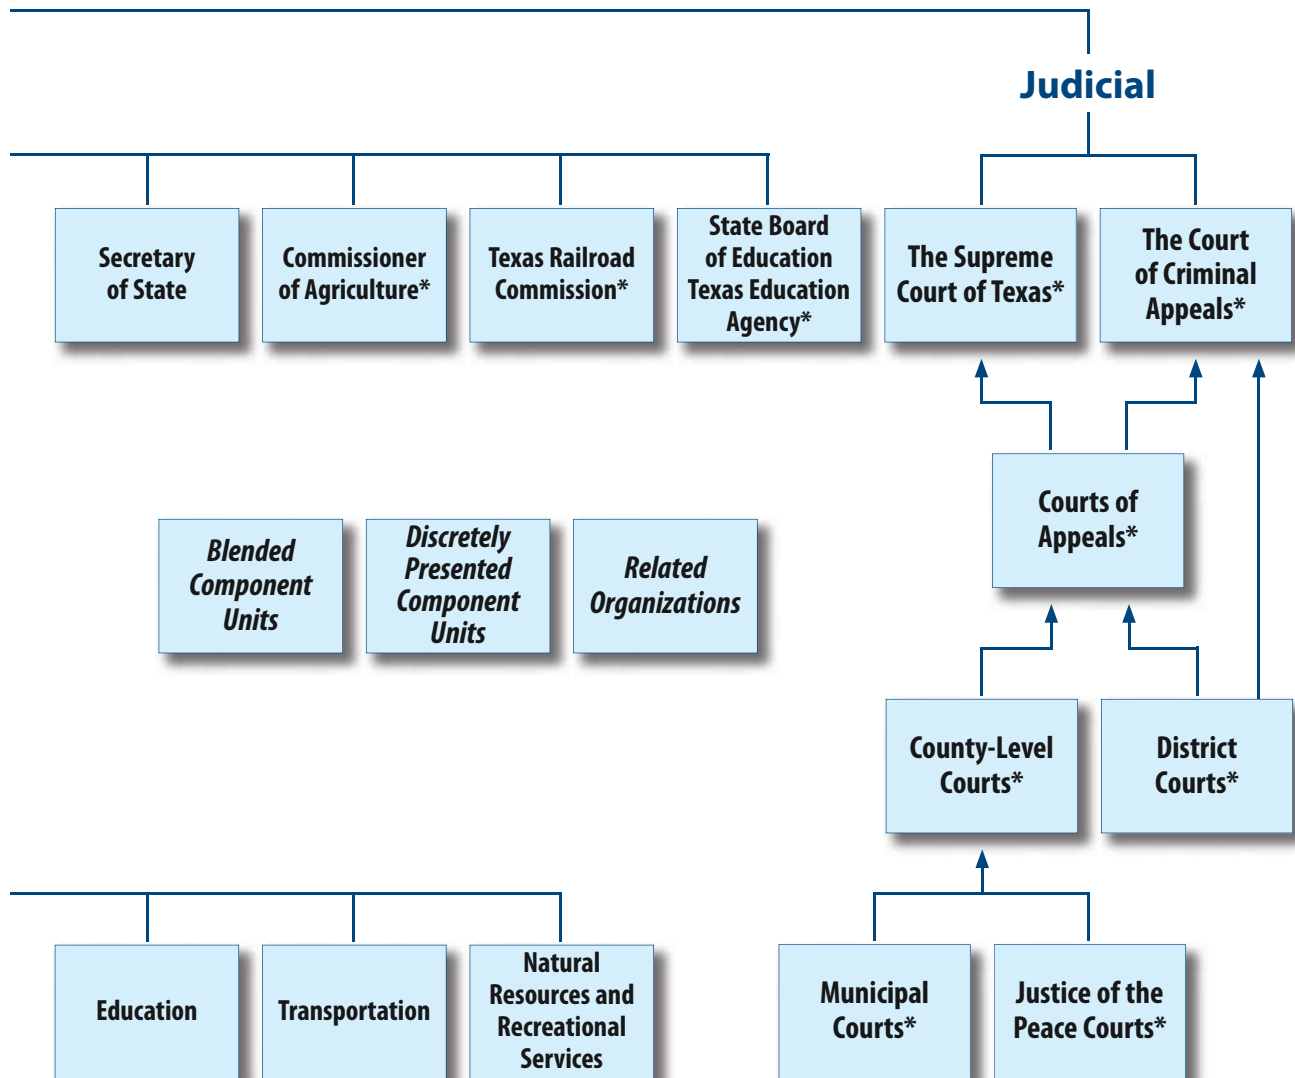 Judicial
Secretary
of State
Commissioner
of Agriculture*
Texas Railroad
Commission*
State Board
of Education
Texas Education
Agency*
The Supreme
Court of Texas*
The Court
of Criminal
Appeals*
Courts of
Appeals*
Blended
Component
Units
Discretely
Presented
Component
Units
Related
Organizations
County-Level
Courts*
District
Courts*
Education
Transportation
Natural
Resources and
Recreational
Services
Municipal
Courts*
Justice of the
Peace Courts*